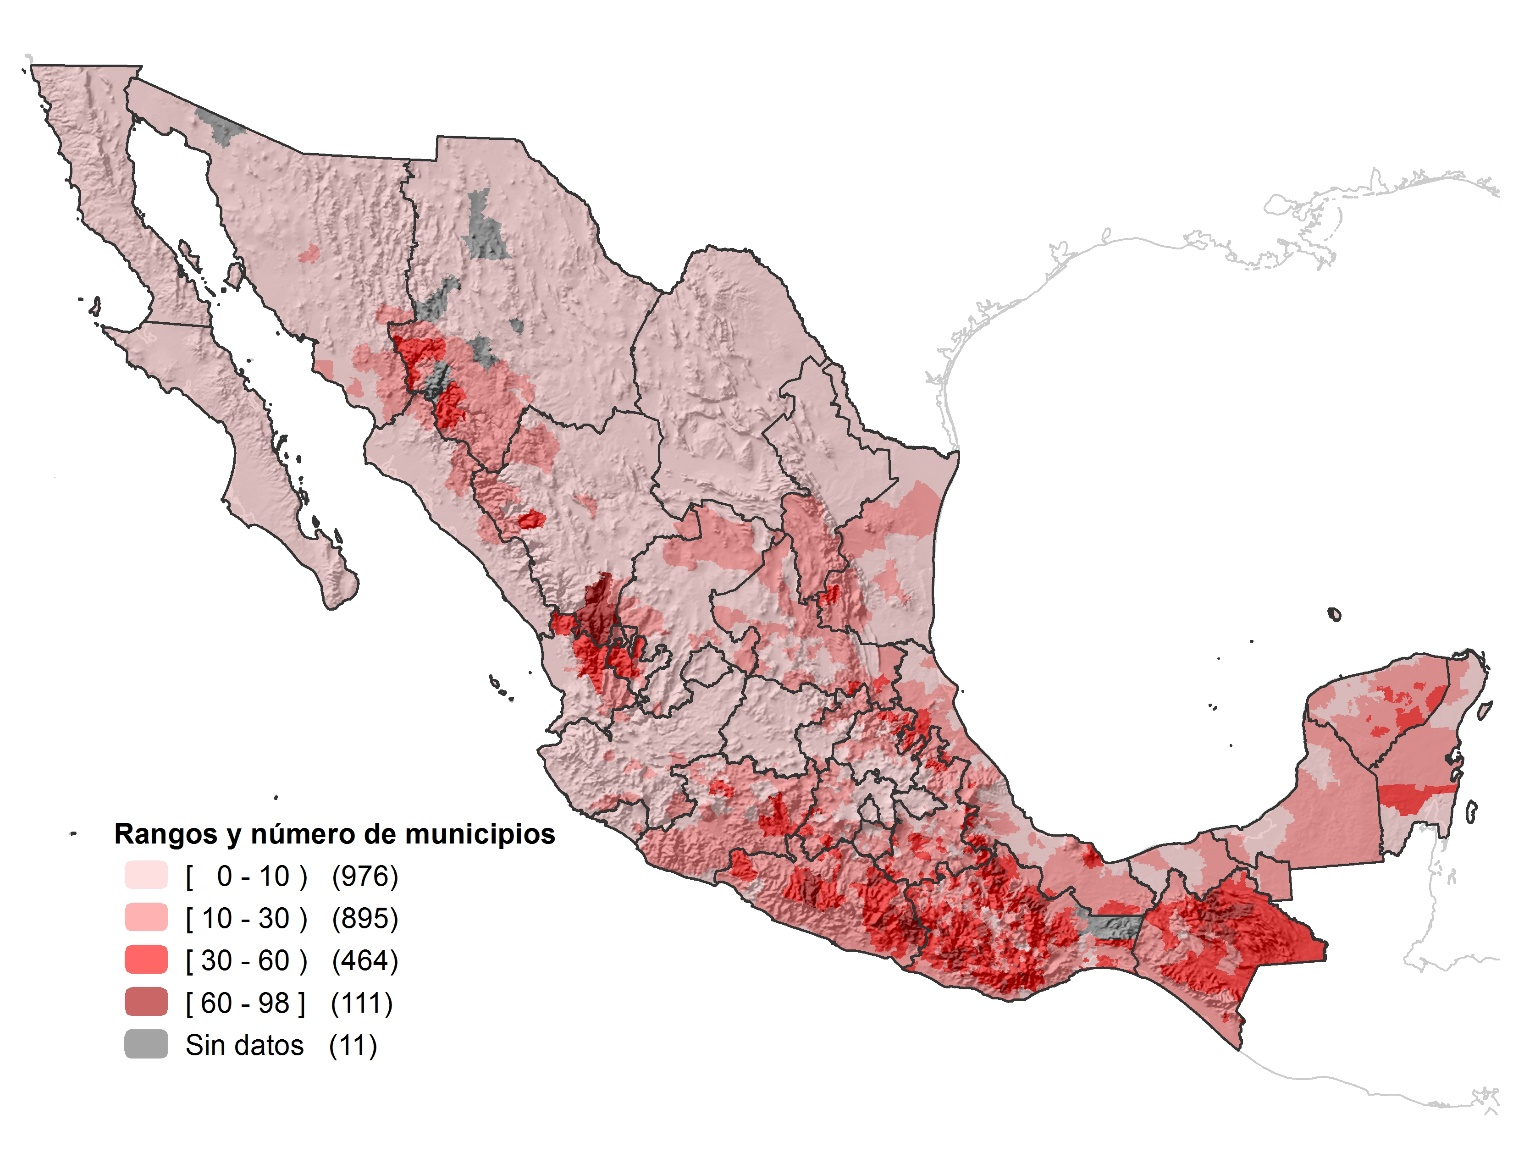 Rangos y número de municipios
[ 0 - 10 ) (976)
[ 10 - 30 ) (895)
[ 30 - 60 ) (464)
[ 60 - 98 ] (111)
Sin datos (11)